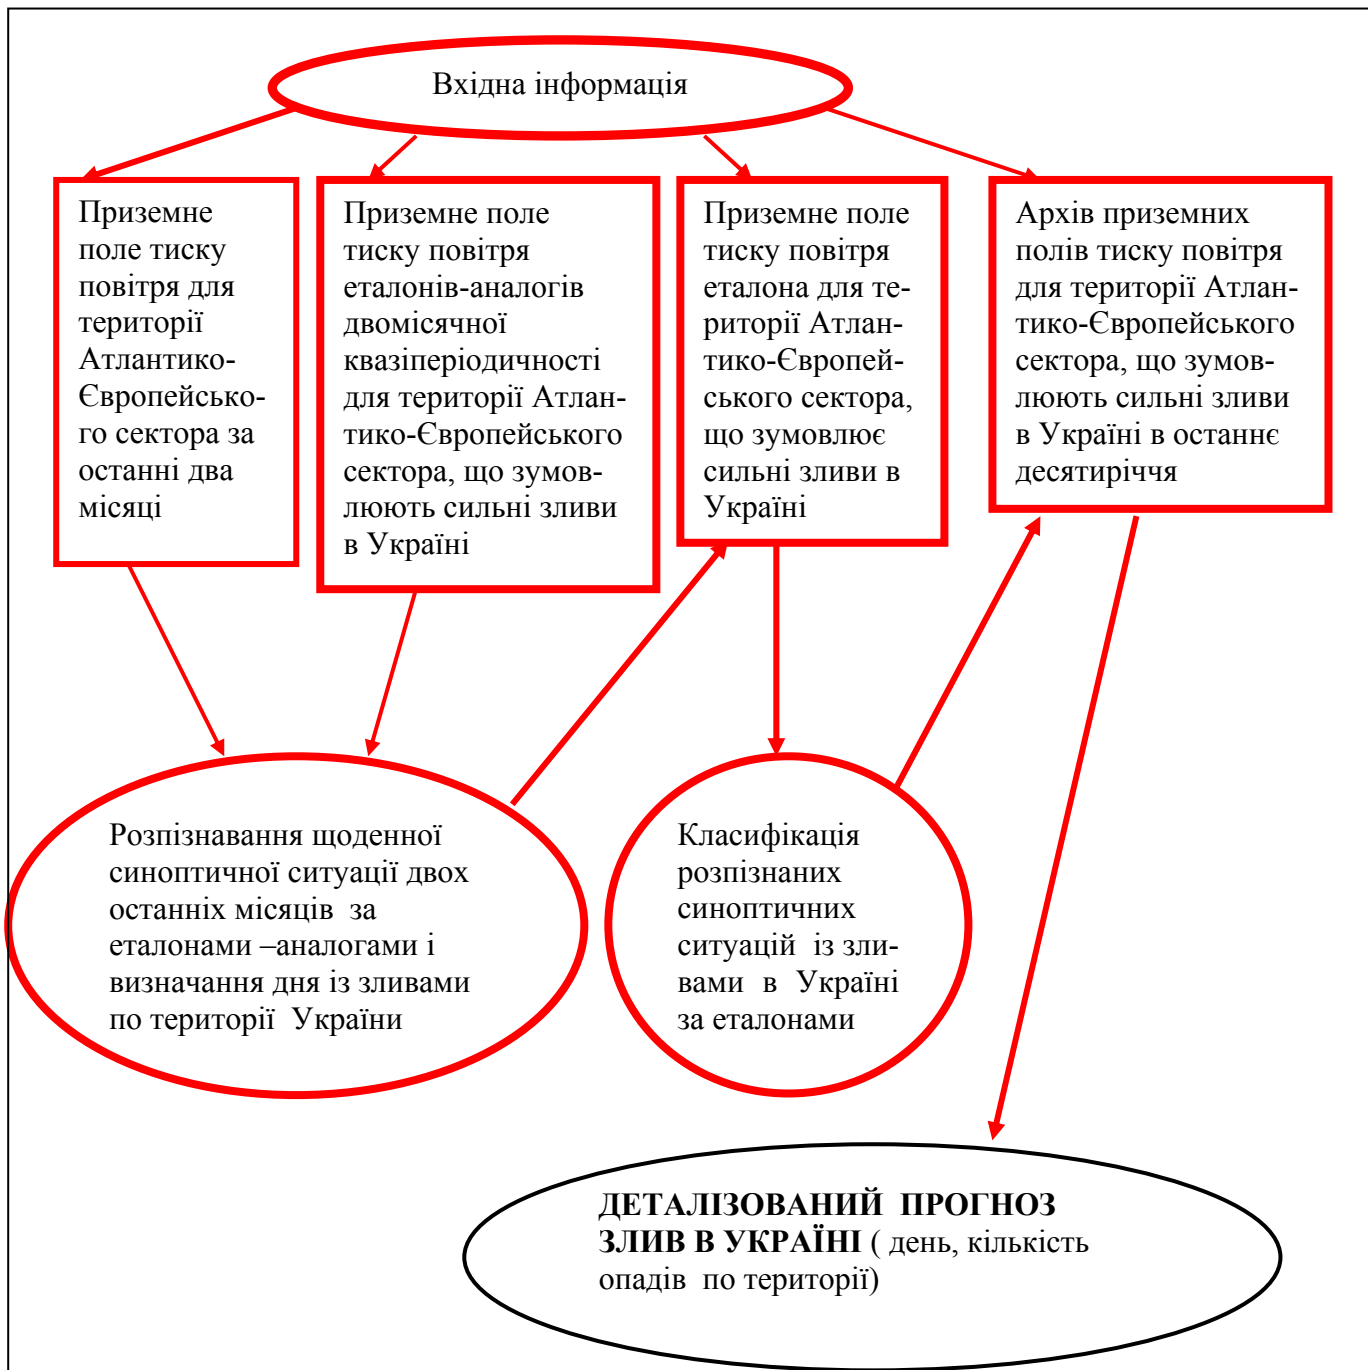 Вхідна інформація
Приземне
поле тиску
повітря для
території
Атлантико-
Європейсько-
го сектора за
останні два
місяці
Приземне поле
тиску повітря
еталонів-аналогів
двомісячної
квазіперіодичності
для території Атлан-
тико-Європейського
сектора, що зумов-
люють сильні зливи
в Україні
Приземне поле
тиску повітря
еталона для те-
риторії Атлан-
тико-Європей-
ського сектора,
що зумовлює
сильні зливи в
Україні
Архів приземних
полів тиску повітря
для території Атлан-
тико-Європейського
сектора, що зумов-
люють сильні зливи
в Україні в останнє
десятиріччя
Розпізнавання щоденної
синоптичної ситуації двох
останніх місяців за
еталонами –аналогами і
визначання дня із зливами
по території України
Класифікація
розпізнаних
синоптичних
ситуацій із зли-
вами в Україні
за еталонами
ДЕТАЛІЗОВАНИЙ ПРОГНОЗ
ЗЛИВ В УКРАЇНІ ( день, кількість
опадів по території)